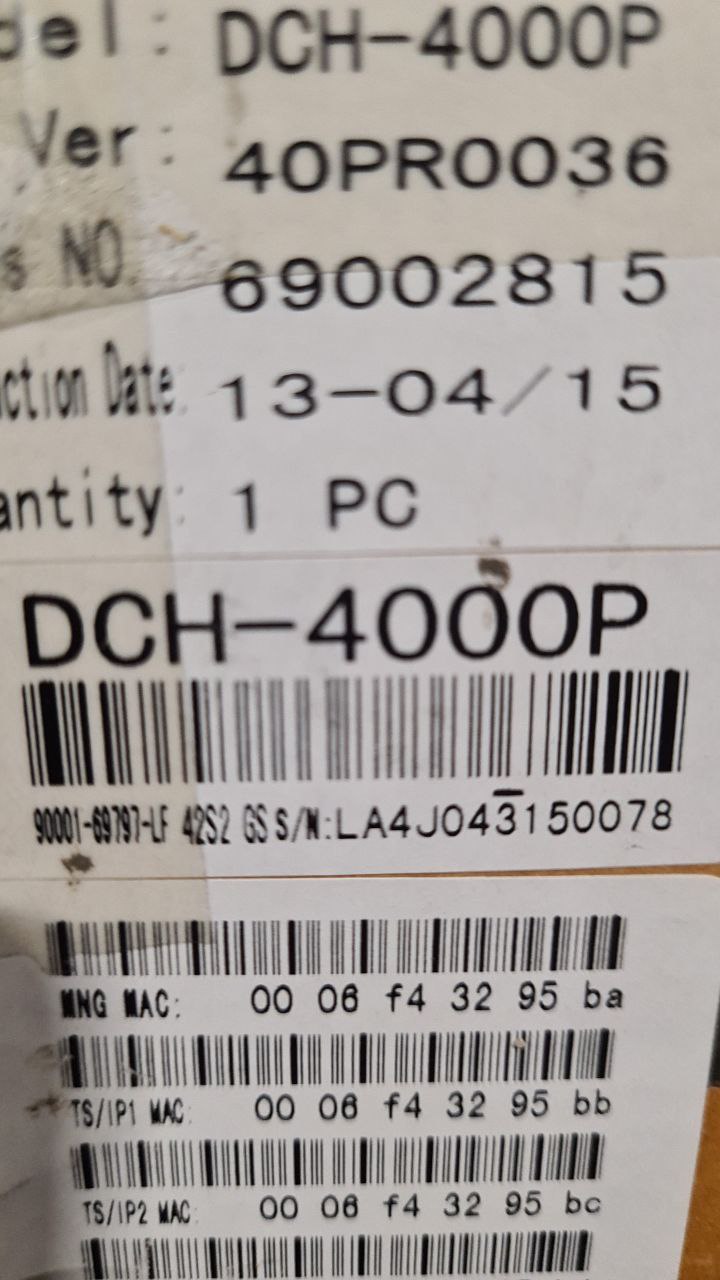 del: DCH-4000P
Ver: 40PR0036
s NO. 69002815
ction Date: 13-04/15
antity: 1 PC
DCH-4000P
90001-69797-LF 42S2 GS S/N:LA4J043150078
MNG MAC: 00 06 f4 32 95 ba
TS/IP1 MAC: 00 06 f4 32 95 bb
TS/IP2 MAC: 00 06 f4 32 95 bc